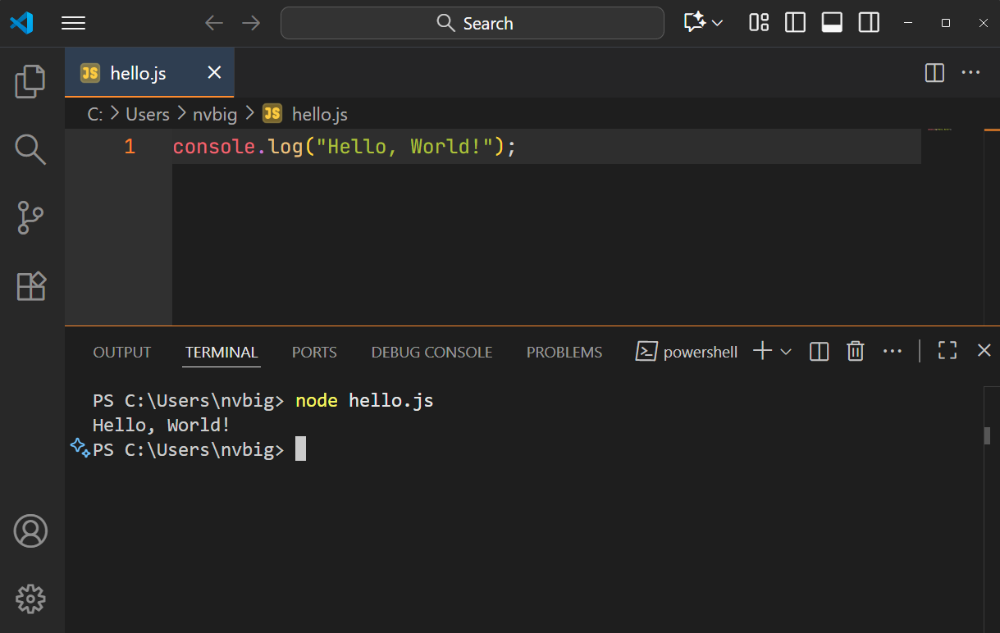 Search
JS hello.js
C: > Users > nvbig > JS hello.js
1 console.log("Hello, World!");
OUTPUT TERMINAL PORTS DEBUG CONSOLE PROBLEMS powershell
PS C:\Users\nvbig> node hello.js
Hello, World!
PS C:\Users\nvbig>